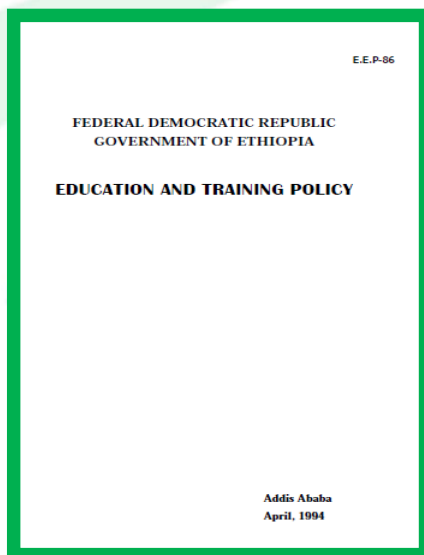 E.E.P-86
FEDERAL DEMOCRATIC REPUBLIC
GOVERNMENT OF ETHIOPIA
EDUCATION AND TRAINING POLICY
Addis Ababa
April, 1994